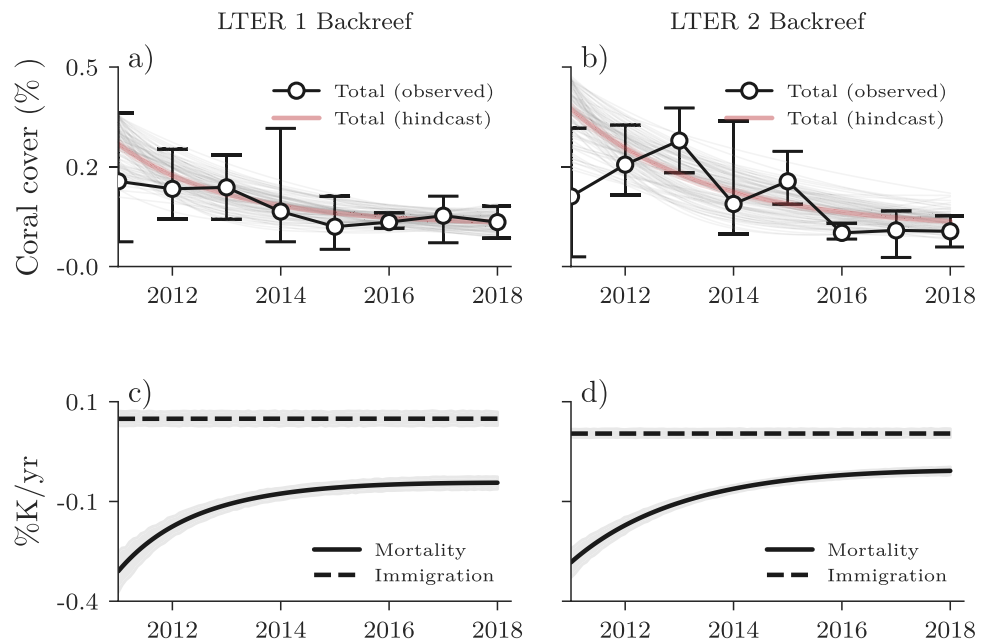 LTER 1 Backreef
LTER 2 Backreef
a)
b)
Coral cover (% )
0.5
0.2
-0.0
Total (observed)
Total (hindcast)
Total (observed)
Total (hindcast)
2012 2014 2016 2018
2012 2014 2016 2018
c)
d)
%K/yr
0.1
-0.1
-0.4
Mortality
Immigration
Mortality
Immigration
2012 2014 2016 2018
2012 2014 2016 2018